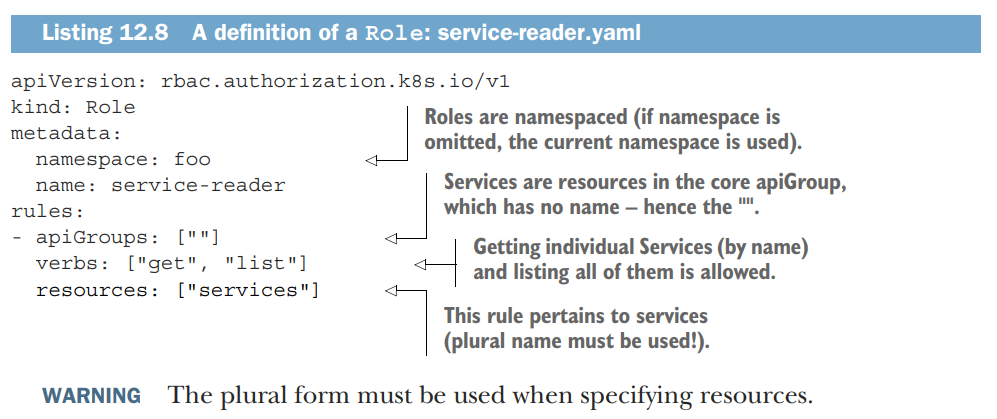 Listing 12.8 A definition of a Role: service-reader.yaml
apiVersion: rbac.authorization.k8s.io/v1
kind: Role
metadata:
  namespace: foo
  name: service-reader
rules:
- apiGroups: [""]
  verbs: ["get", "list"]
  resources: ["services"]
Roles are namespaced (if namespace is
omitted, the current namespace is used).
Services are resources in the core apiGroup,
which has no name – hence the "".
Getting individual Services (by name)
and listing all of them is allowed.
This rule pertains to services
(plural name must be used!).
WARNING The plural form must be used when specifying resources.